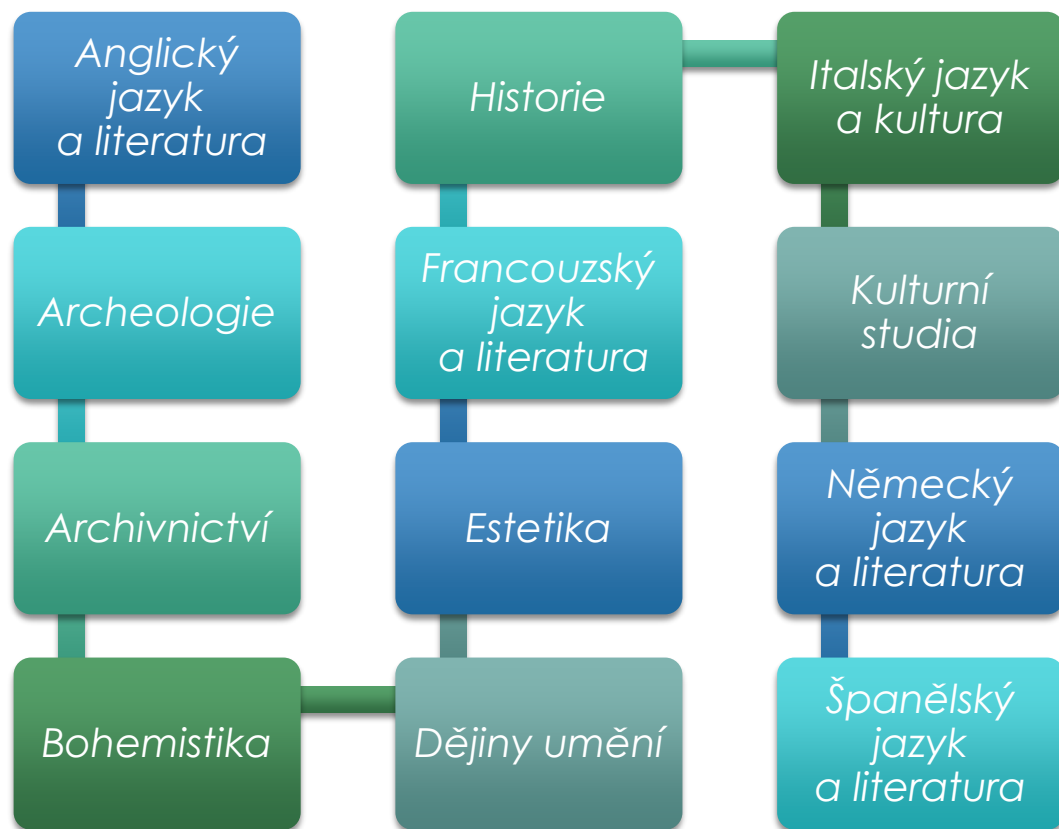 Anglický
jazyk
a literatura
Archeologie
Archivnictví
Bohemistika
Dějiny umění
Estetika
Francouzský
jazyk
a literatura
Historie
Italský jazyk
a kultura
Kulturní
studia
Německý
jazyk
a literatura
Španělský
jazyk
a literatura